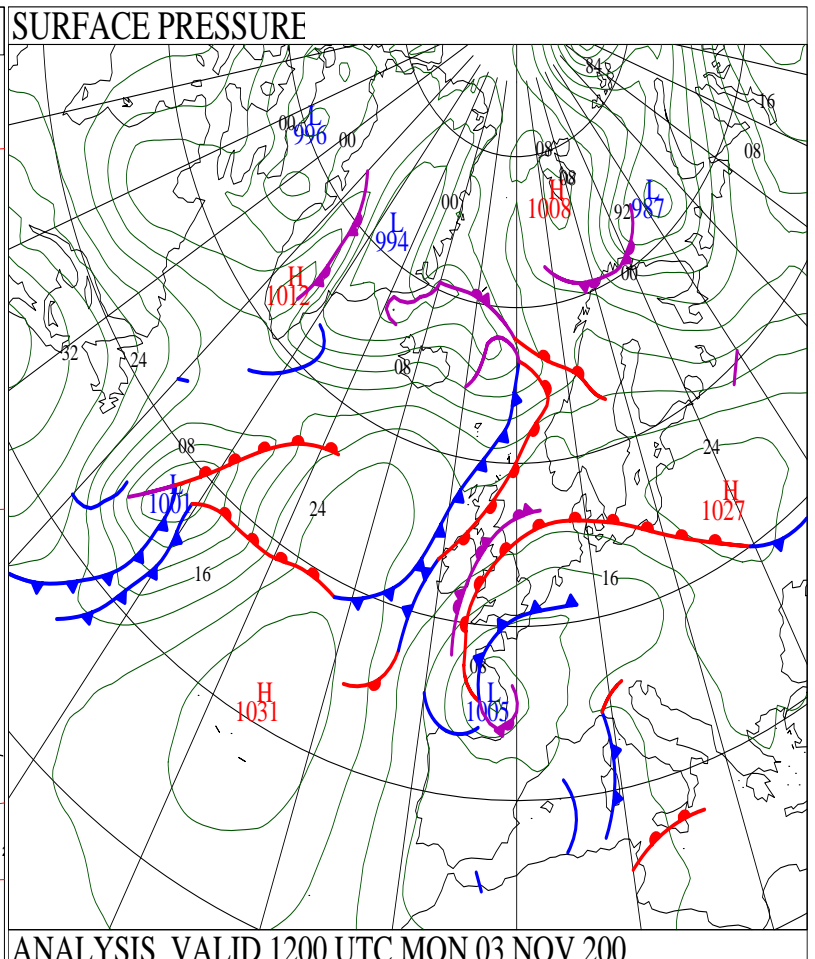 SURFACE PRESSURE
84
16
L
996
00
00
08
08
08
H
1008
L
987
92
00
L
994
00
H
1012
32
24
08
08
24
H
1027
L
1001
24
16
16
08
L
1005
H
1031
ANALYSIS VALID 1200 UTC MON 03 NOV 200